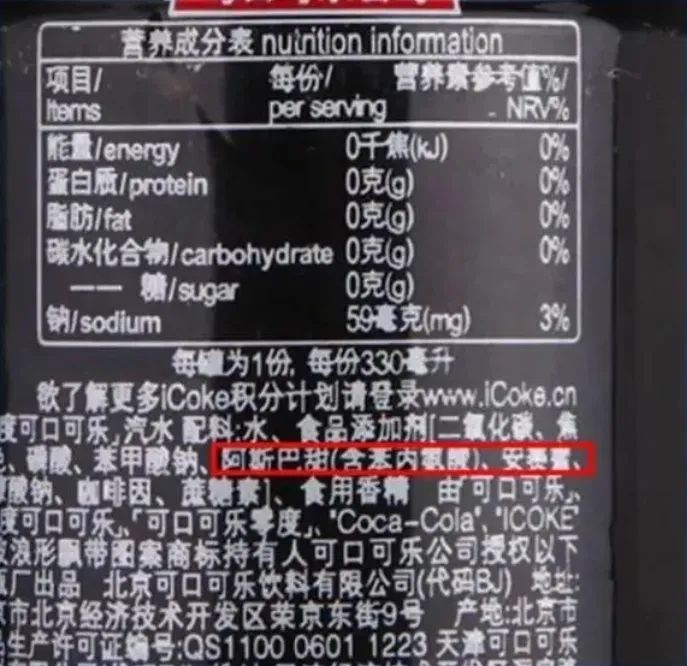 营养成分表 nutrition information
项目/ 每份/ 营养素参考值%/
Items per serving NRV%
能量/energy 0千焦(kJ) 0%
蛋白质/protein 0克(g) 0%
脂肪/fat 0克(g) 0%
碳水化合物/carbohydrate 0克(g) 0%
—— 糖/sugar 0克(g)
钠/sodium 59毫克(mg) 3%
每罐为1份, 每份330毫升
欲了解更多iCoke积分计划请登录www.iCoke.cn
度可口可乐, 汽水 配料:水、食品添加剂[二氧化碳、焦
、磷酸、苯甲酸钠、阿斯巴甜(含苯丙氨酸)、安赛蜜、
酸钠、咖啡因、蔗糖素]、食用香精 由「可口可乐」、
度可口可乐」、「可口可乐零度」、"Coca-Cola", "ICOKE"
浪形飘带图案商标持有人可口可乐公司授权以下
厂出品 北京可口可乐饮料有限公司(代码BJ) 地址:
市北京经济技术开发区荣京东街9号 产地:北京市
生产许可证编号:QS1100 0601 1223 天津可口可乐